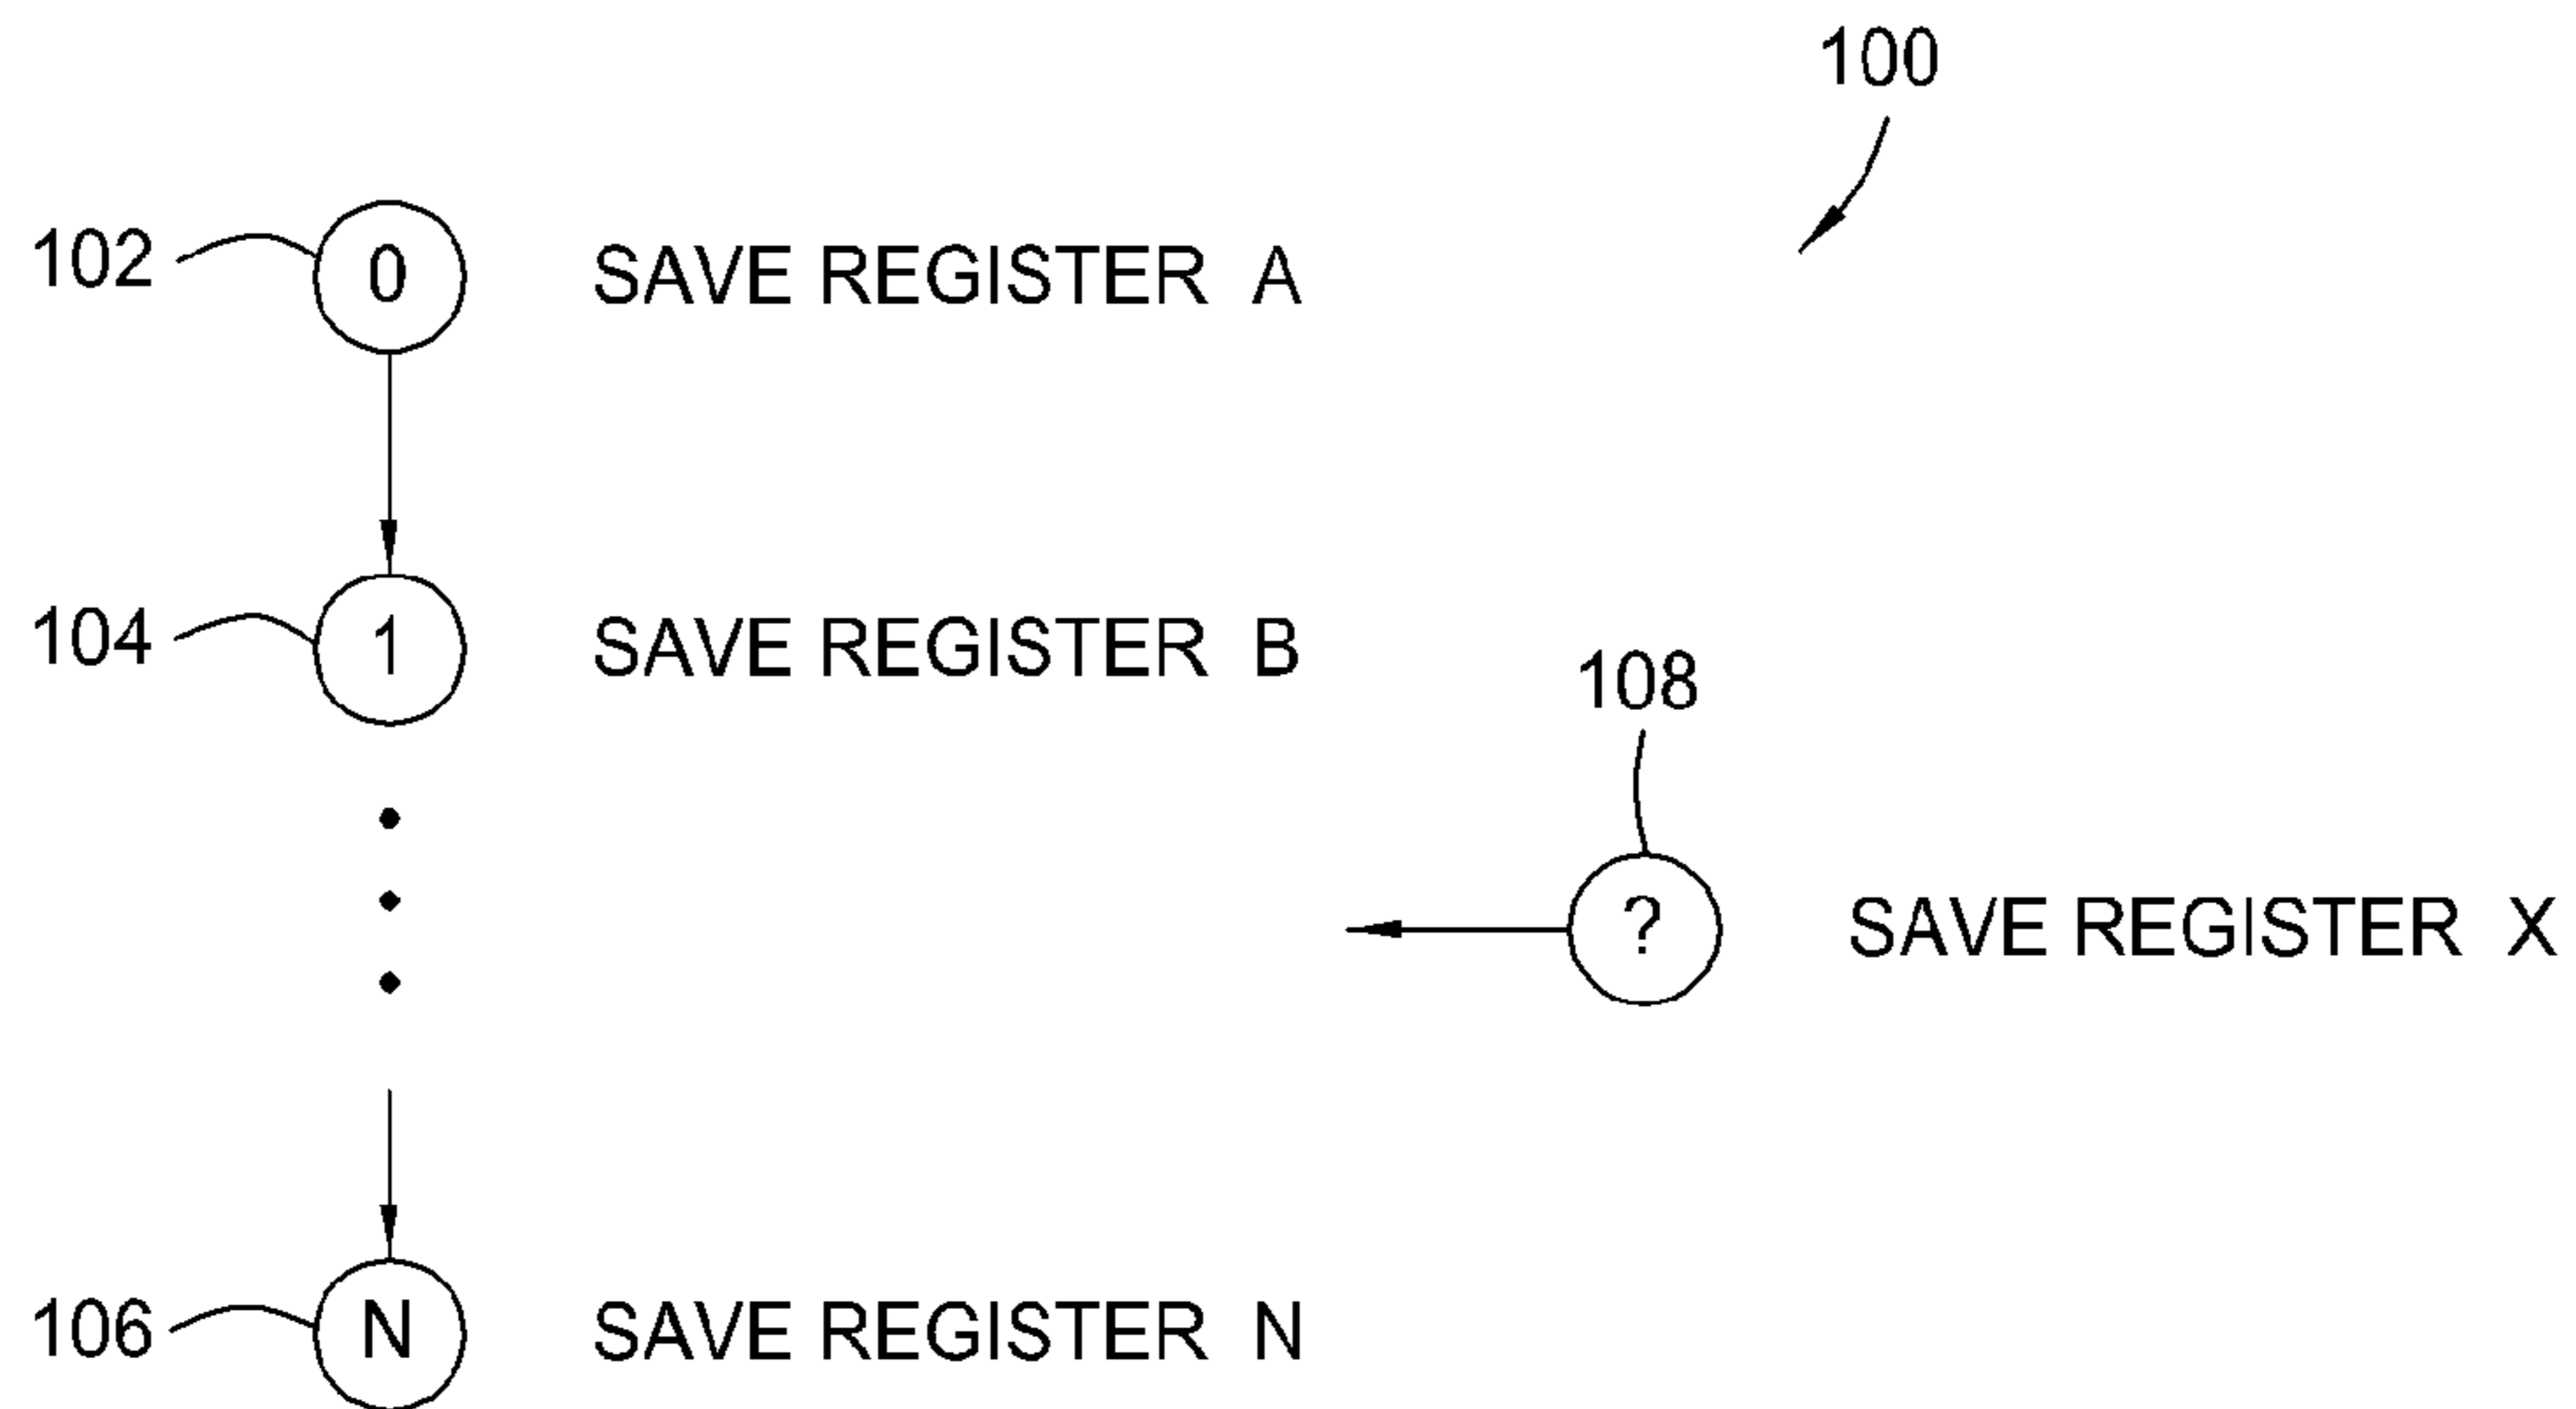 100
102 0 SAVE REGISTER A
104 1 SAVE REGISTER B
108
? SAVE REGISTER X
106 N SAVE REGISTER N